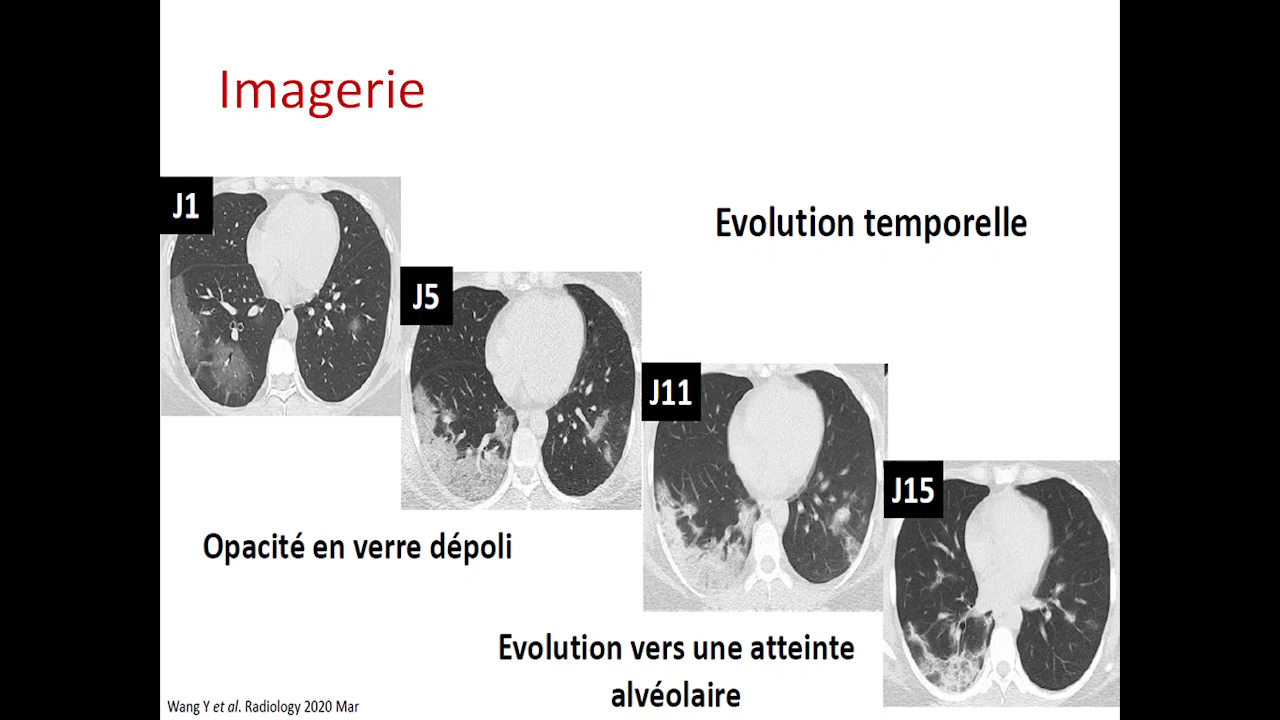 Imagerie
J1
Evolution temporelle
J5
J11
J15
Opacité en verre dépoli
Evolution vers une atteinte
alvéolaire
Wang Y et al. Radiology 2020 Mar